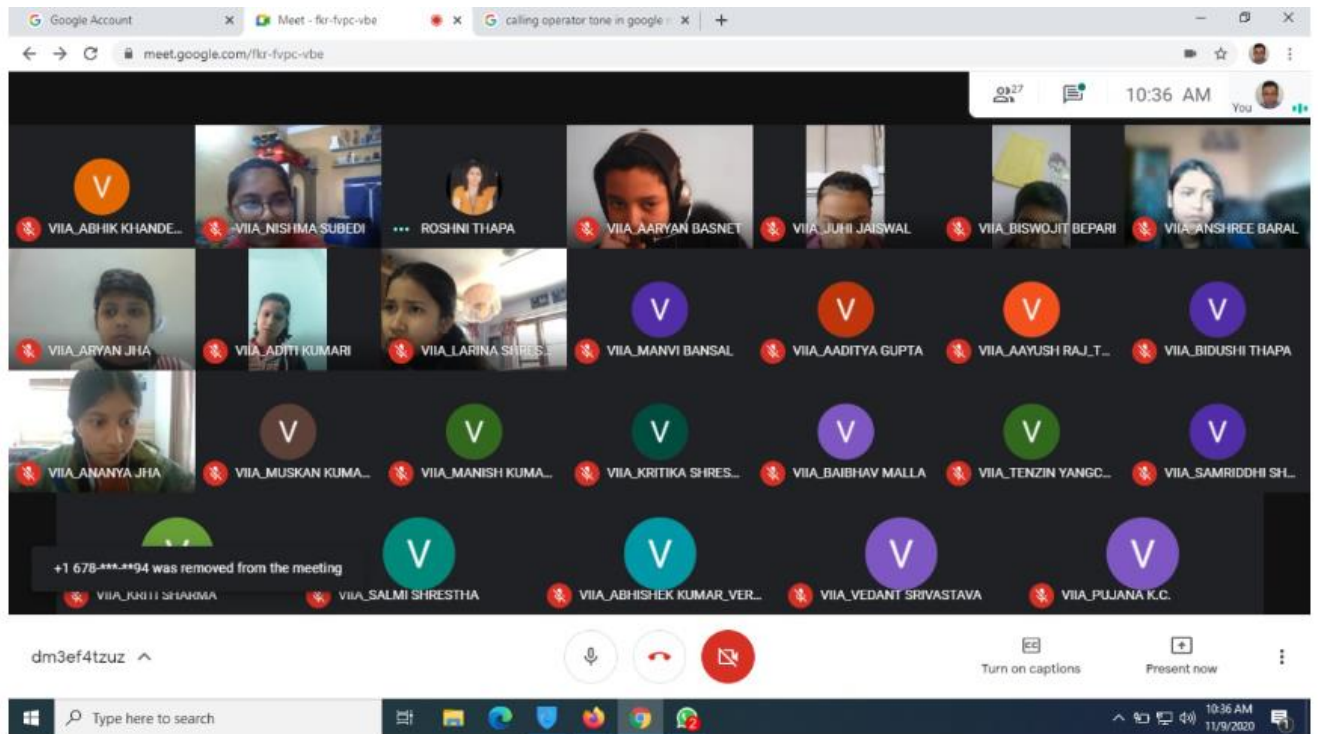 Google Account
Meet - fkr-fvpc-vbe
calling operator tone in google
meet.google.com/fkr-fvpc-vbe
27
10:36 AM
You
V
VIIA_ABHIK KHANDE...
VIIA_NISHMA SUBEDI
ROSHNI THAPA
VIIA_AARYAN BASNET
VIIA_JUHI JAISWAL
VIIA_BISWOJIT BEPARI
VIIA_ANSHREE BARAL
V
V
V
V
VIIA_ARYAN JHA
VIIA_ADITI KUMARI
VIIA_LARINA SHRES...
VIIA_MANVI BANSAL
VIIA_AADITYA GUPTA
VIIA_AAYUSH RAJ_T...
VIIA_BIDUSHI THAPA
V
V
V
V
V
V
VIIA_ANANYA JHA
VIIA_MUSKAN KUMA...
VIIA_MANISH KUMA...
VIIA_KRITIKA SHRES...
VIIA_BAIBHAV MALLA
VIIA_TENZIN YANGC...
VIIA_SAMRIDDHI SH...
V
V
V
V
V
+1 678-***-**94 was removed from the meeting
VIIA_KRITI SHARMA
VIIA_SALMI SHRESTHA
VIIA_ABHISHEK KUMAR_VER...
VIIA_VEDANT SRIVASTAVA
VIIA_PUJANA K.C.
dm3ef4tzuz
CC
Turn on captions
Present now
Type here to search
2
10:36 AM
11/9/2020
1